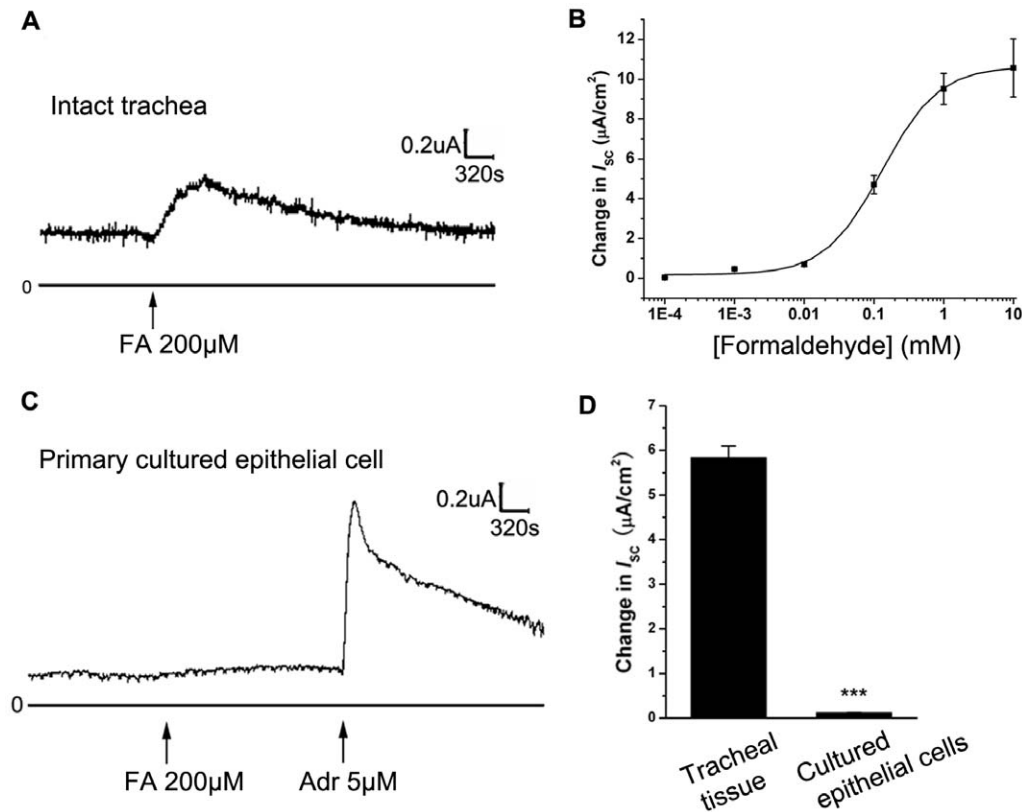 A
Intact trachea
0.2uA
320s
0
FA 200µM
B
Change in Isc (µA/cm²)
12
10
8
6
4
2
0
1E-4 1E-3 0.01 0.1 1 10
[Formaldehyde] (mM)
C
Primary cultured epithelial cell
0.2uA
320s
0
FA 200µM Adr 5µM
D
Change in Isc (µA/cm²)
7
6
5
4
3
2
1
0
***
Tracheal
tissue
Cultured
epithelial cells